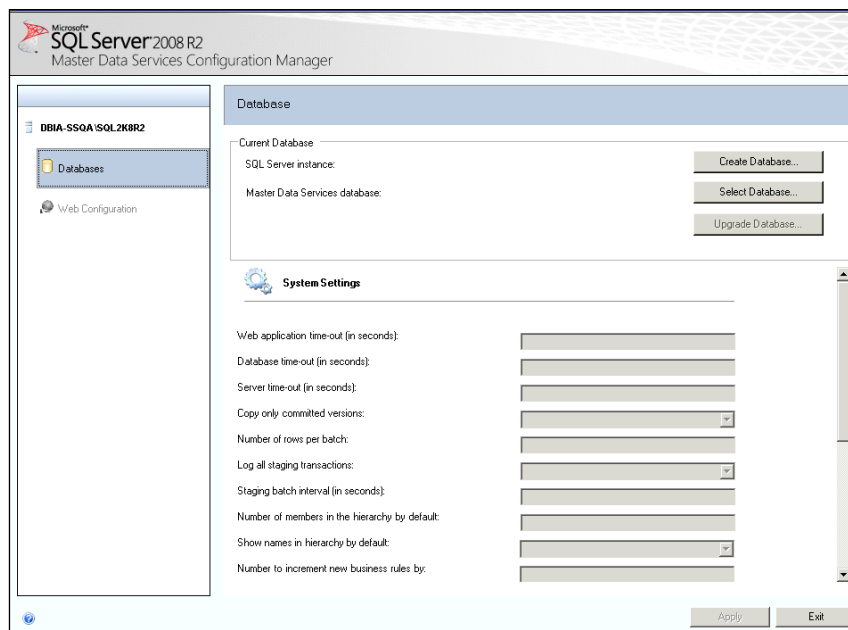 Microsoft®
SQL Server® 2008 R2
Master Data Services Configuration Manager
DBIA-SSQA\SQL2K8R2
Databases
Web Configuration
Database
Current Database
SQL Server instance:
Create Database...
Master Data Services database:
Select Database...
Upgrade Database...
System Settings
Web application time-out (in seconds):
Database time-out (in seconds):
Server time-out (in seconds):
Copy only committed versions:
Number of rows per batch:
Log all staging transactions:
Staging batch interval (in seconds):
Number of members in the hierarchy by default:
Show names in hierarchy by default:
Number to increment new business rules by:
Apply
Exit